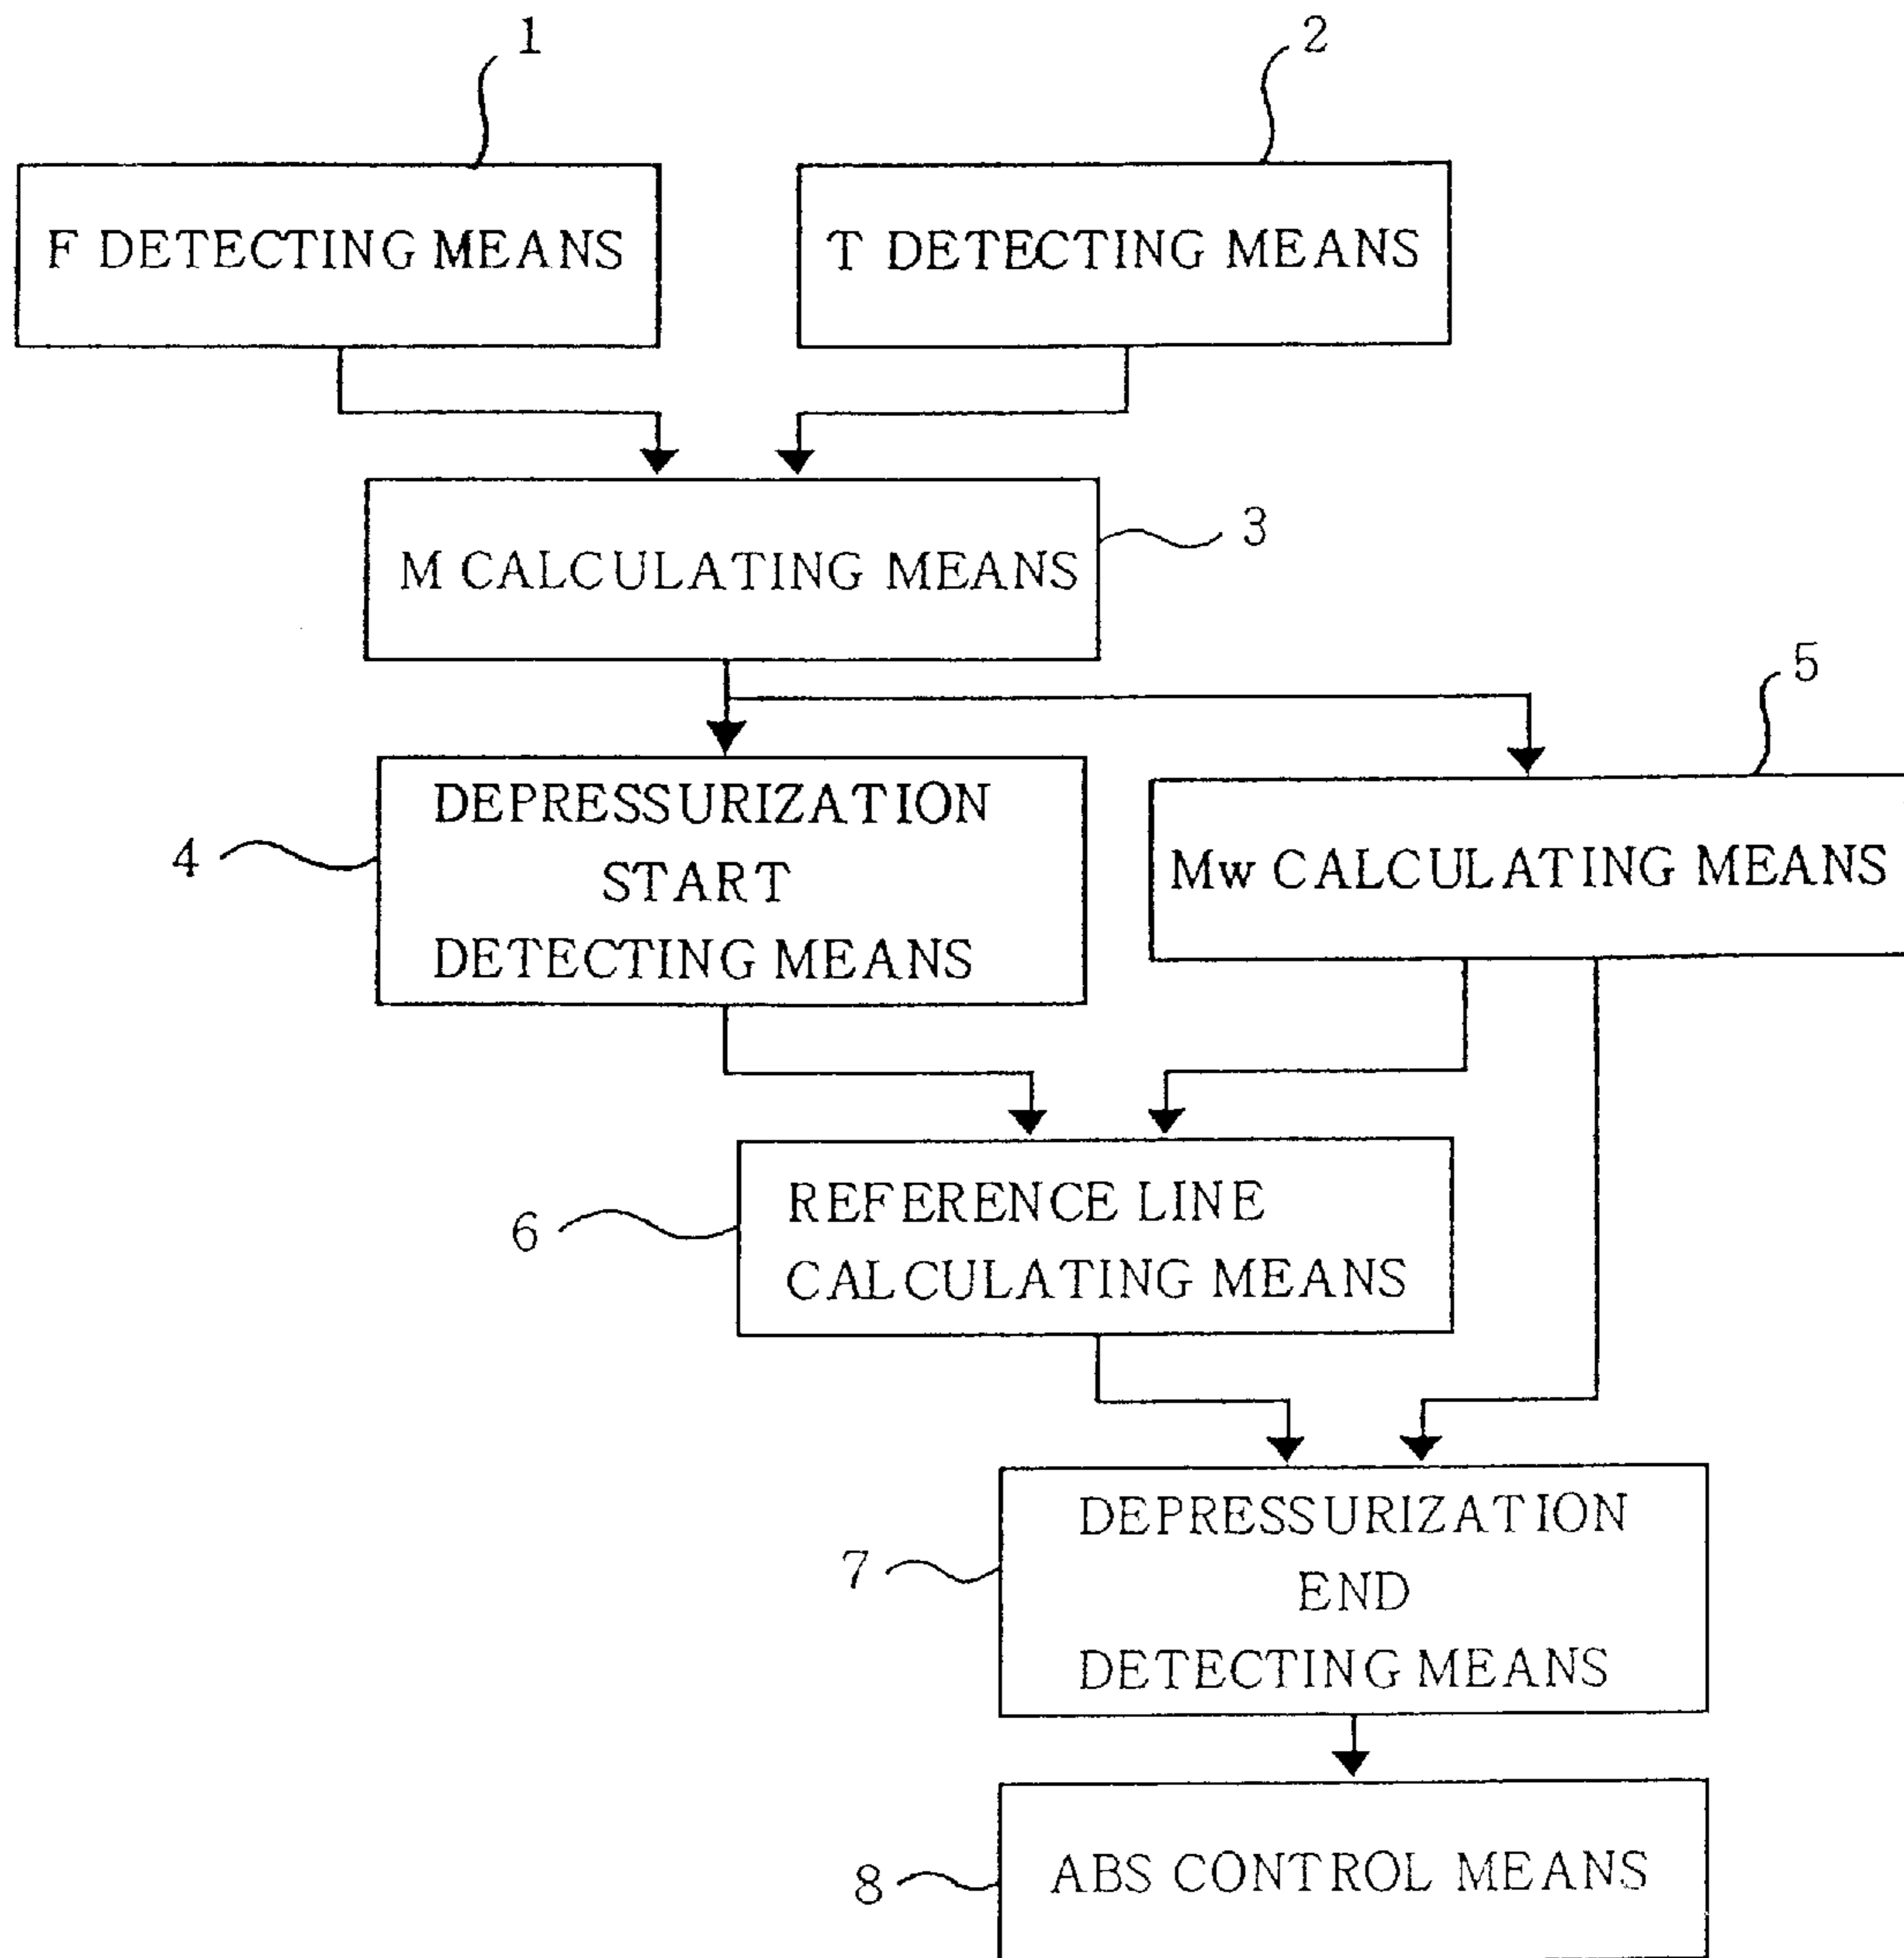 1
2
F DETECTING MEANS
T DETECTING MEANS
3
M CALCULATING MEANS
5
4
DEPRESSURIZATION
START
DETECTING MEANS
Mw CALCULATING MEANS
6
REFERENCE LINE
CALCULATING MEANS
7
DEPRESSURIZATION
END
DETECTING MEANS
8
ABS CONTROL MEANS